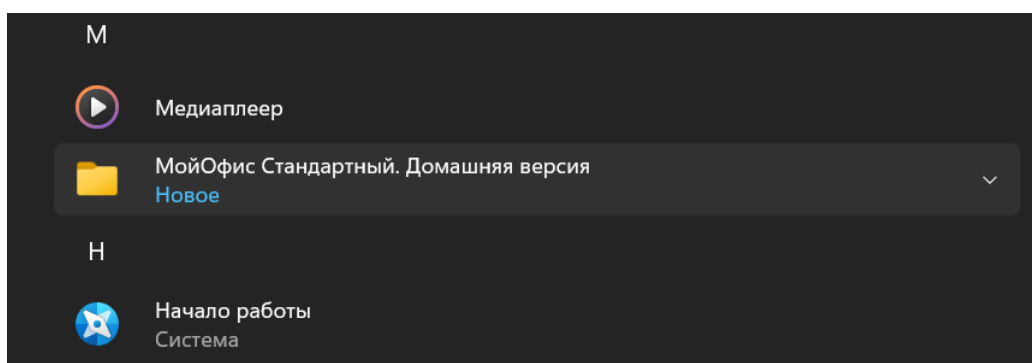 М
Медиаплеер
МойОфис Стандартный. Домашняя версия
Новое
Н
Начало работы
Система